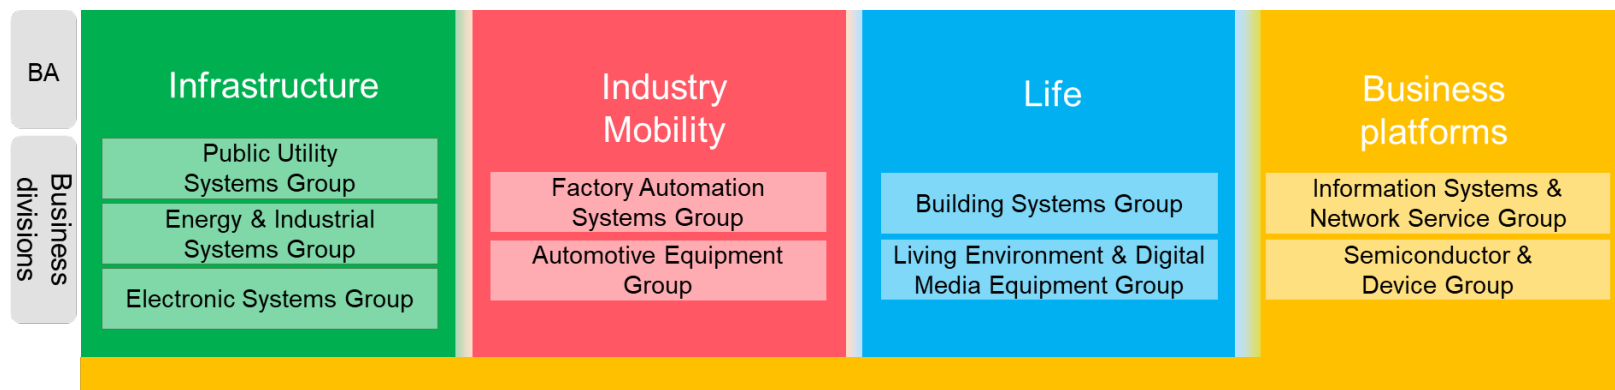 BA
Business
divisions
Infrastructure
Public Utility
Systems Group
Energy & Industrial
Systems Group
Electronic Systems Group
Industry
Mobility
Factory Automation
Systems Group
Automotive Equipment
Group
Life
Building Systems Group
Living Environment & Digital
Media Equipment Group
Business
platforms
Information Systems &
Network Service Group
Semiconductor &
Device Group